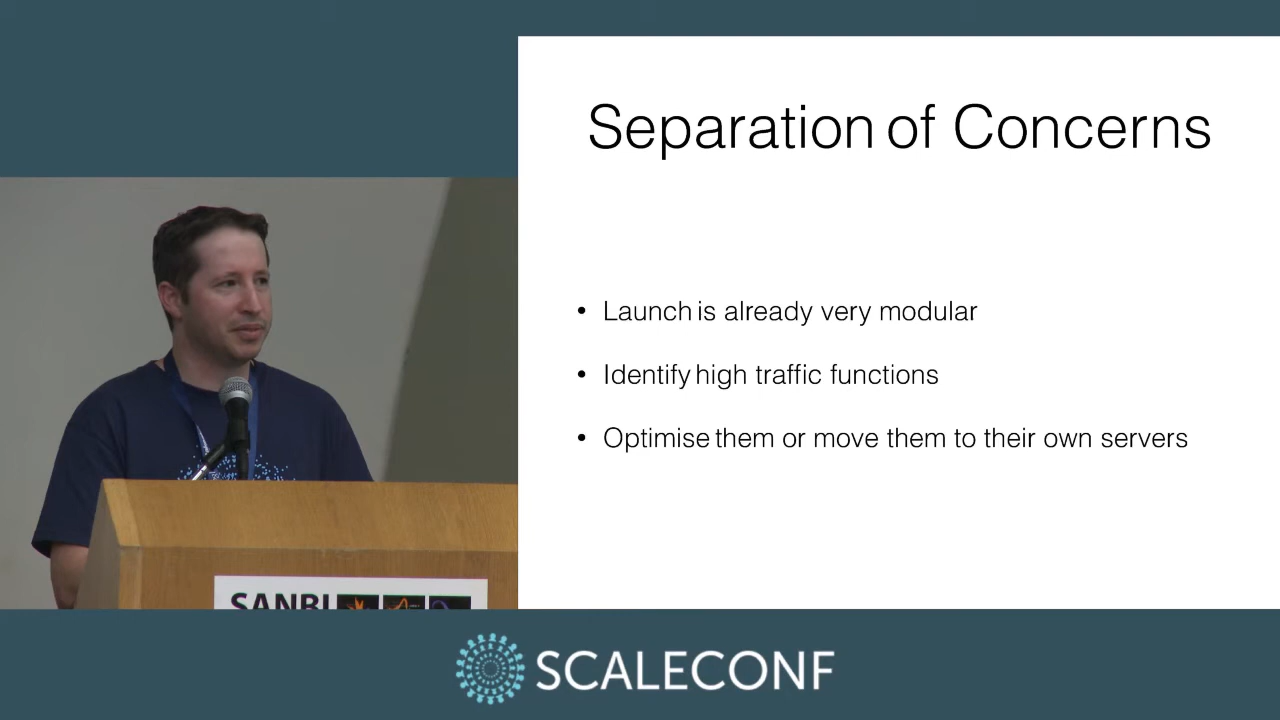 Separation of Concerns
• Launch is already very modular
• Identify high traffic functions
• Optimise them or move them to their own servers
SANBI
SCALECONF